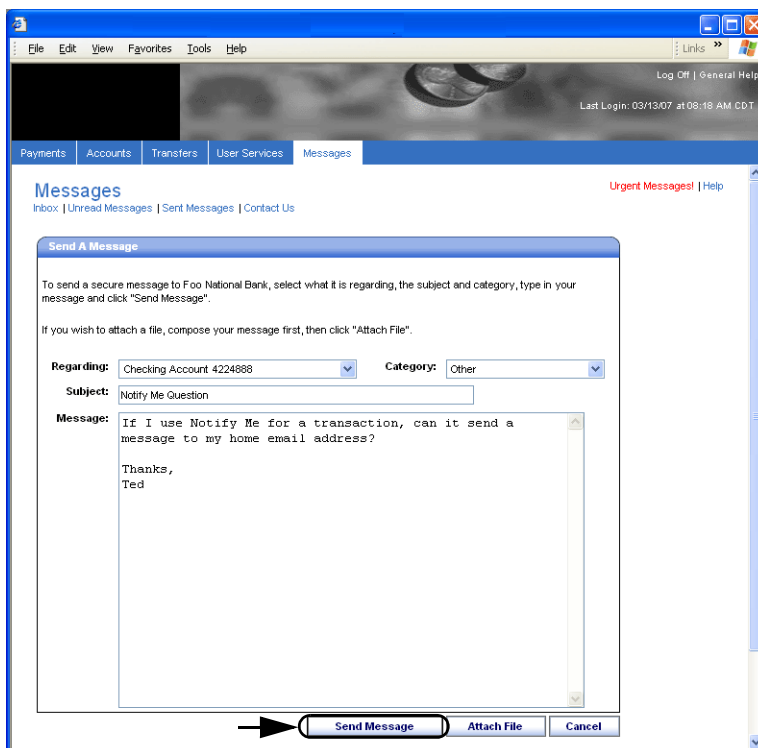 File Edit View Favorites Tools Help Links »
Log Off | General Help
Last Login: 03/13/07 at 08:18 AM CDT
Payments Accounts Transfers User Services Messages
Messages
Urgent Messages! | Help
Inbox | Unread Messages | Sent Messages | Contact Us
Send A Message
To send a secure message to Foo National Bank, select what it is regarding, the subject and category, type in your
message and click "Send Message".
If you wish to attach a file, compose your message first, then click "Attach File".
Regarding: Checking Account 4224888 Category: Other
Subject: Notify Me Question
Message: If I use Notify Me for a transaction, can it send a
message to my home email address?
Thanks,
Ted
Send Message Attach File Cancel